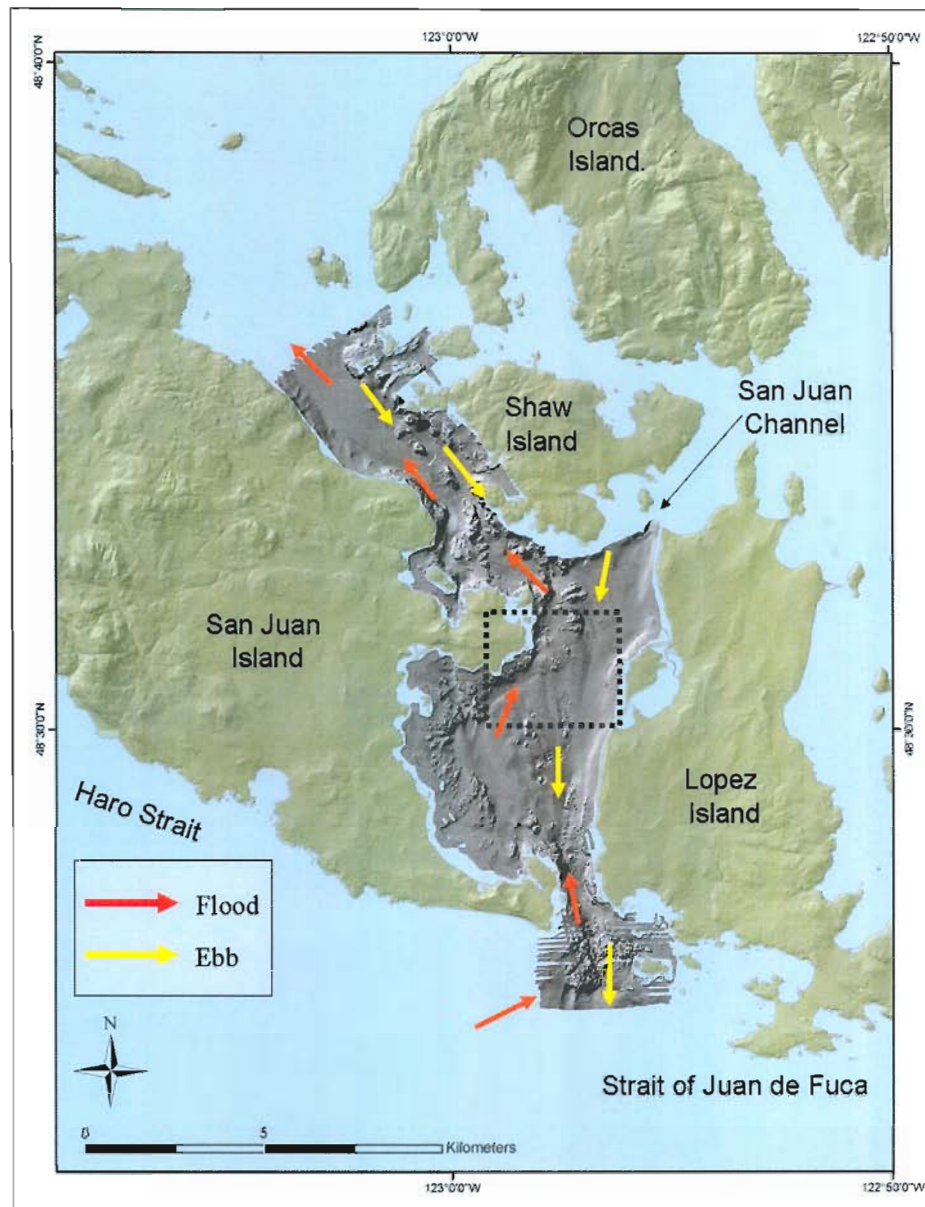 123°0'0"W
122°50'0"W
48°40'0"N
Orcas
Island.
San Juan
Channel
Shaw
Island
San Juan
Island
48°30'0"N
48°30'0"N
Lopez
Island
Haro Strait
Flood
Ebb
N
Strait of Juan de Fuca
0
5
Kilometers
123°0'0"W
122°50'0"W